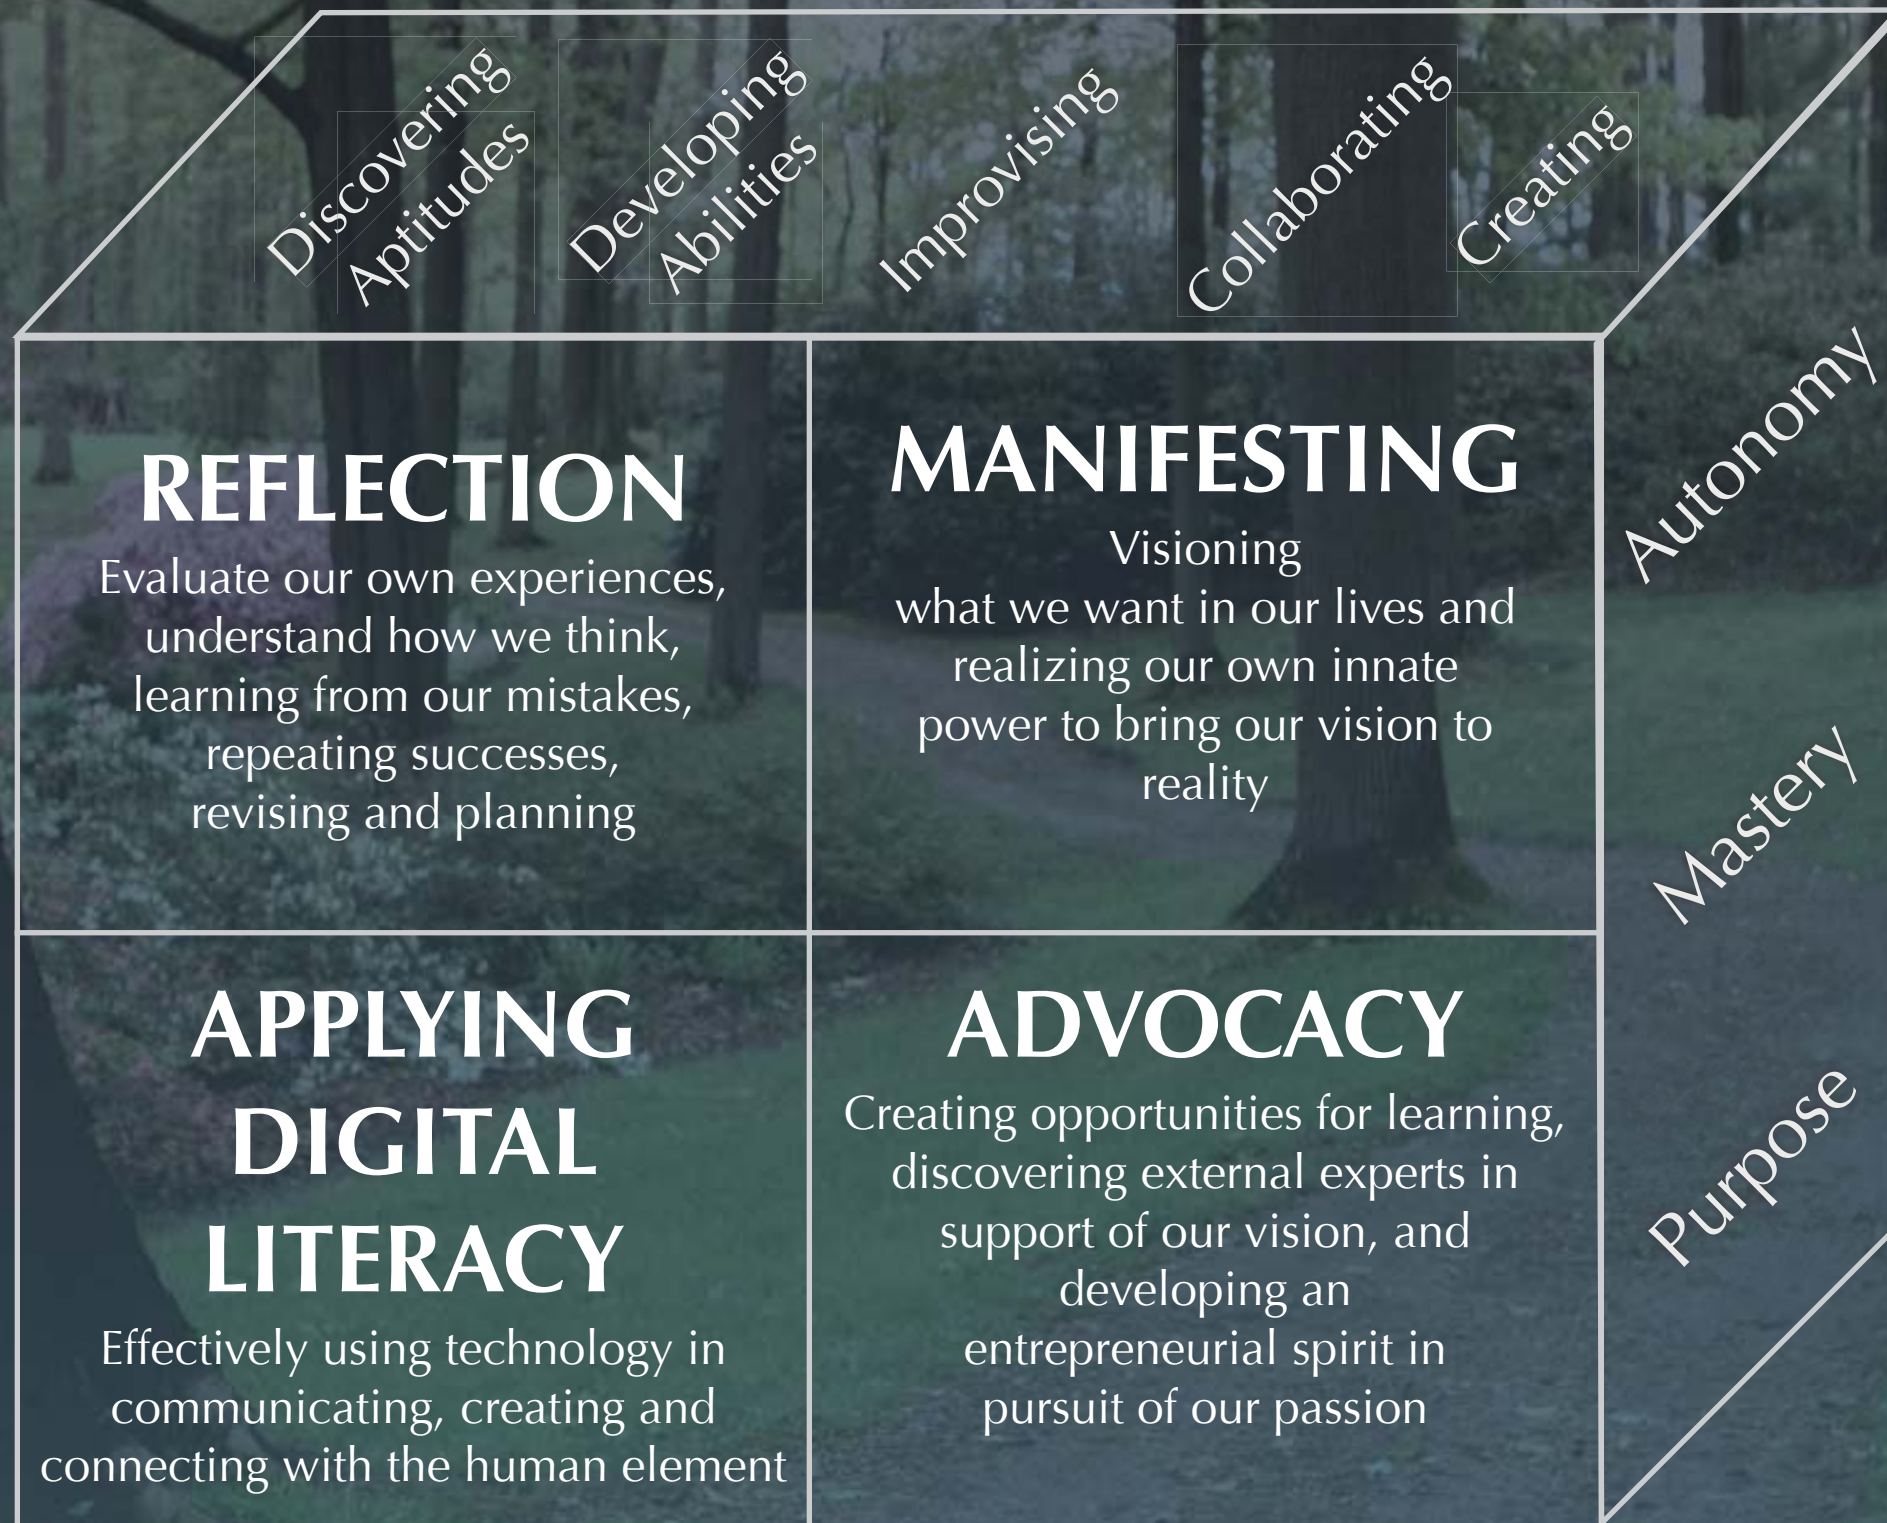 Discovering
Aptitudes
Developing
Abilities
Improvising
Collaborating
Creating
REFLECTION
Evaluate our own experiences,
understand how we think,
learning from our mistakes,
repeating successes,
revising and planning
MANIFESTING
Visioning
what we want in our lives and
realizing our own innate
power to bring our vision to
reality
APPLYING
DIGITAL
LITERACY
Effectively using technology in
communicating, creating and
connecting with the human element
ADVOCACY
Creating opportunities for learning,
discovering external experts in
support of our vision, and
developing an
entrepreneurial spirit in
pursuit of our passion
Autonomy
Mastery
Purpose